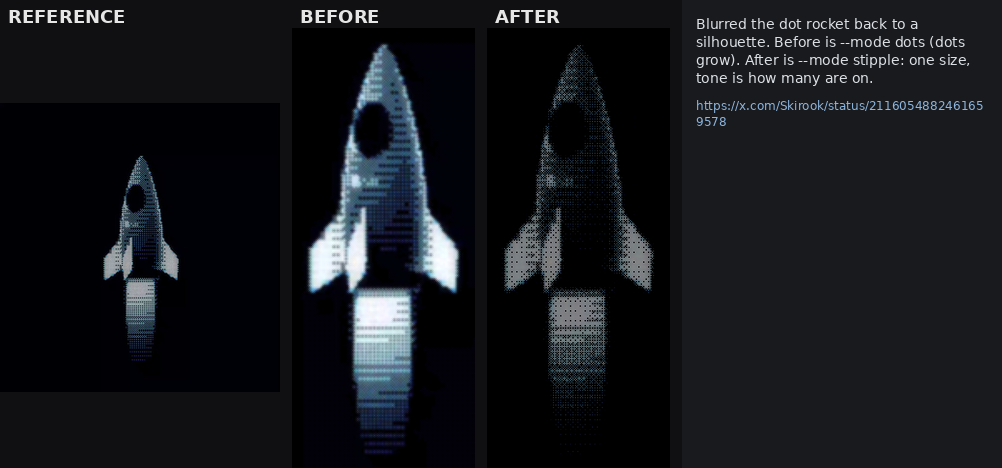 REFERENCE
BEFORE
AFTER
Blurred the dot rocket back to a
silhouette. Before is --mode dots (dots
grow). After is --mode stipple: one size,
tone is how many are on.
https://x.com/Skirook/status/211605488246165
9578